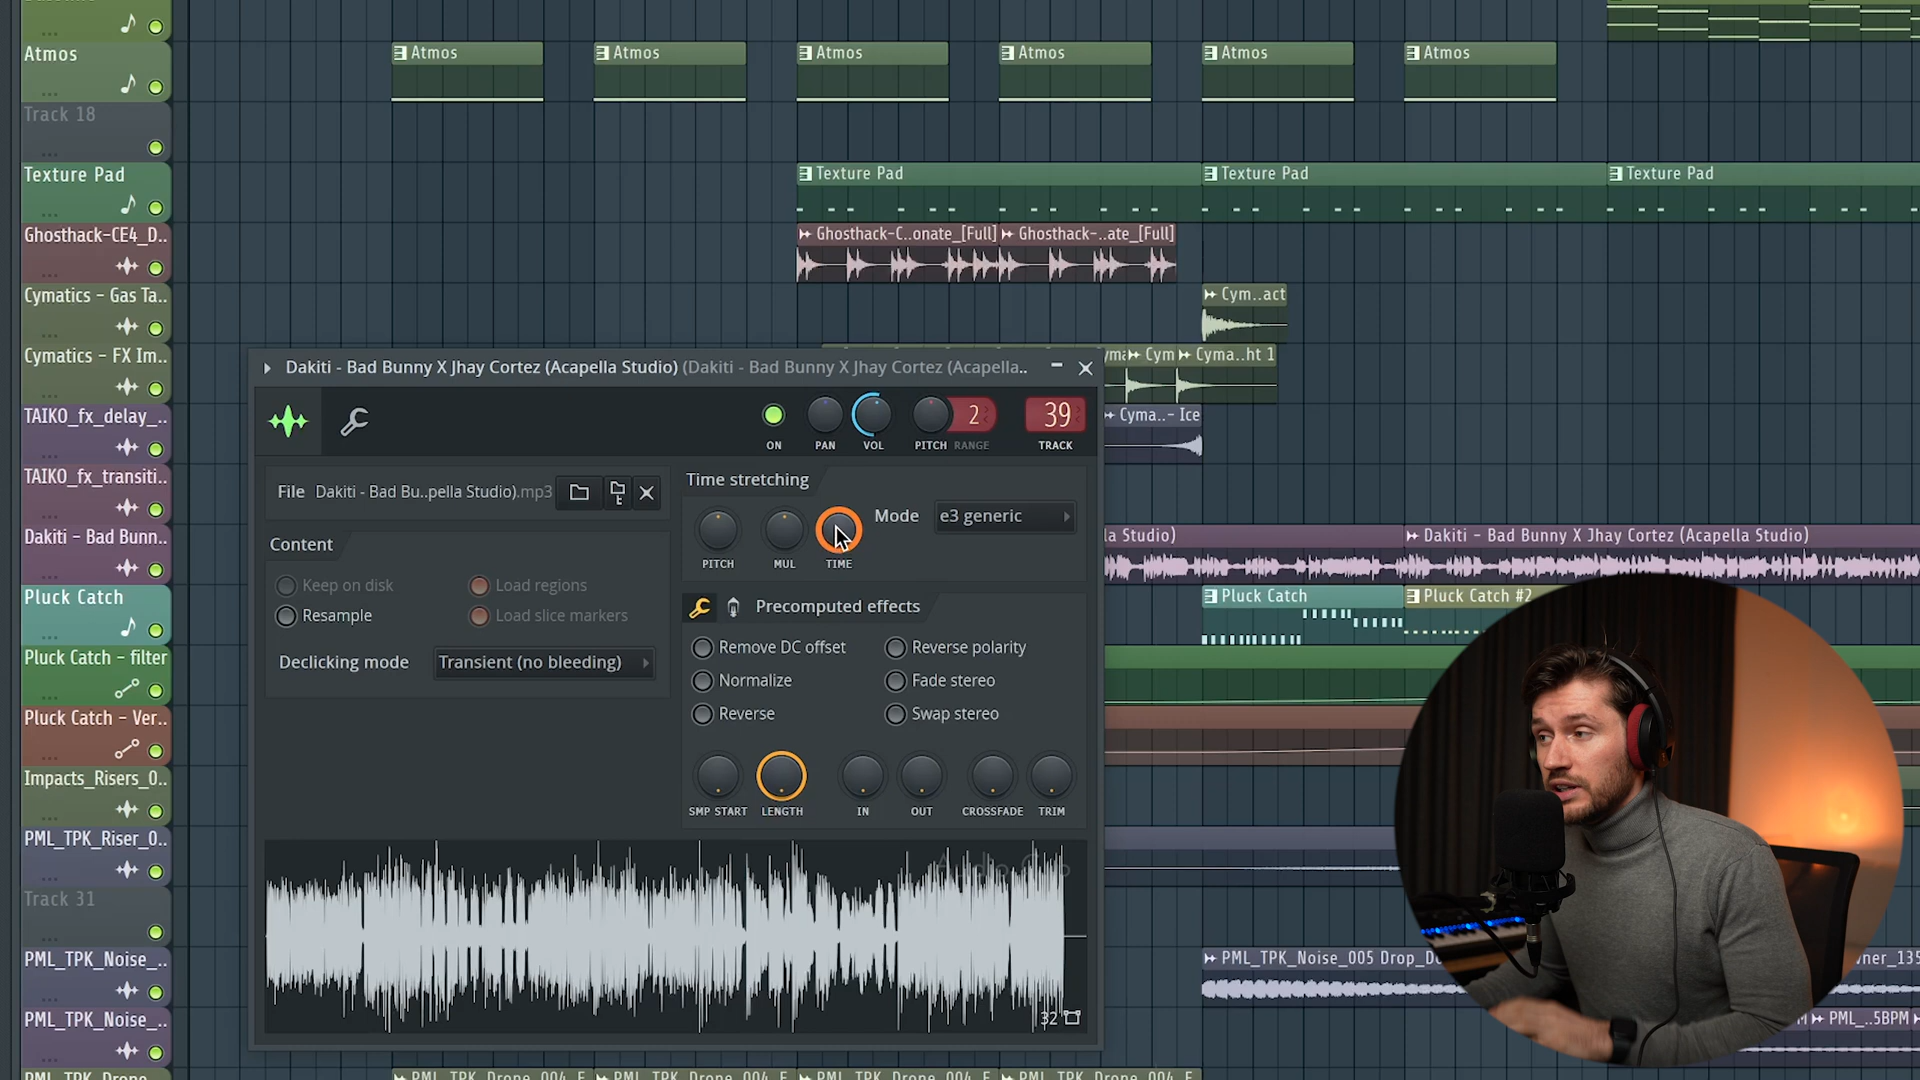 Atmos
Atmos
Atmos
Atmos
Atmos
Atmos
Atmos
Track 18
Texture Pad
Texture Pad
Texture Pad
Texture Pad
Ghosthack-CE4_D..
Ghosthack-C..onate_[Full]
Ghosthack-..ate_[Full]
Cymatics - Gas Ta..
Cym..act
Cymatics - FX Im..
Cym
Cyma..ht 1
TAIKO_fx_delay_..
Cyma..- Ice
TAIKO_fx_transiti..
Dakiti - Bad Bunn..
la Studio)
Dakiti - Bad Bunny X Jhay Cortez (Acapella Studio)
Pluck Catch
Pluck Catch
Pluck Catch #2
Pluck Catch - filter
Pluck Catch - Ver..
Impacts_Risers_0..
PML_TPK_Riser_0..
Track 31
PML_TPK_Noise_..
PML_TPK_Noise_005 Drop_Do
ner_135
PML_TPK_Noise_..
PML_..5BPM
Dakiti - Bad Bunny X Jhay Cortez (Acapella Studio) (Dakiti - Bad Bunny X Jhay Cortez (Acapella..
2
39
ON
PAN
VOL
PITCH
RANGE
TRACK
File
Dakiti - Bad Bu..pella Studio).mp3
Content
Keep on disk
Load regions
Resample
Load slice markers
Declicking mode
Transient (no bleeding)
Time stretching
Mode
e3 generic
PITCH
MUL
TIME
Precomputed effects
Remove DC offset
Reverse polarity
Normalize
Fade stereo
Reverse
Swap stereo
SMP START
LENGTH
IN
OUT
CROSSFADE
TRIM
32